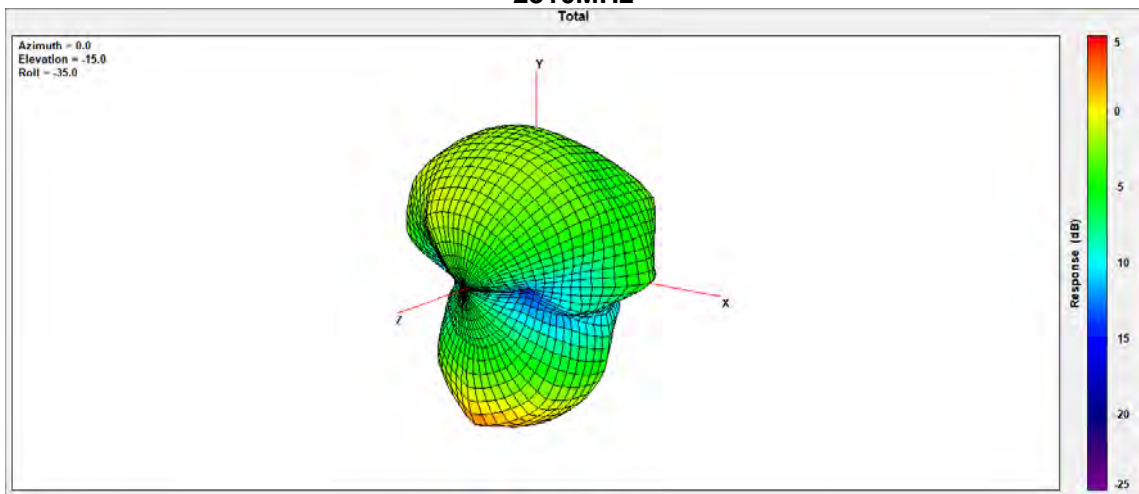 Total
Azimuth = 0.0
Elevation = -15.0
Roll = -35.0
Y
X
Z
Response (dB)
5
0
5
10
15
-20
-25